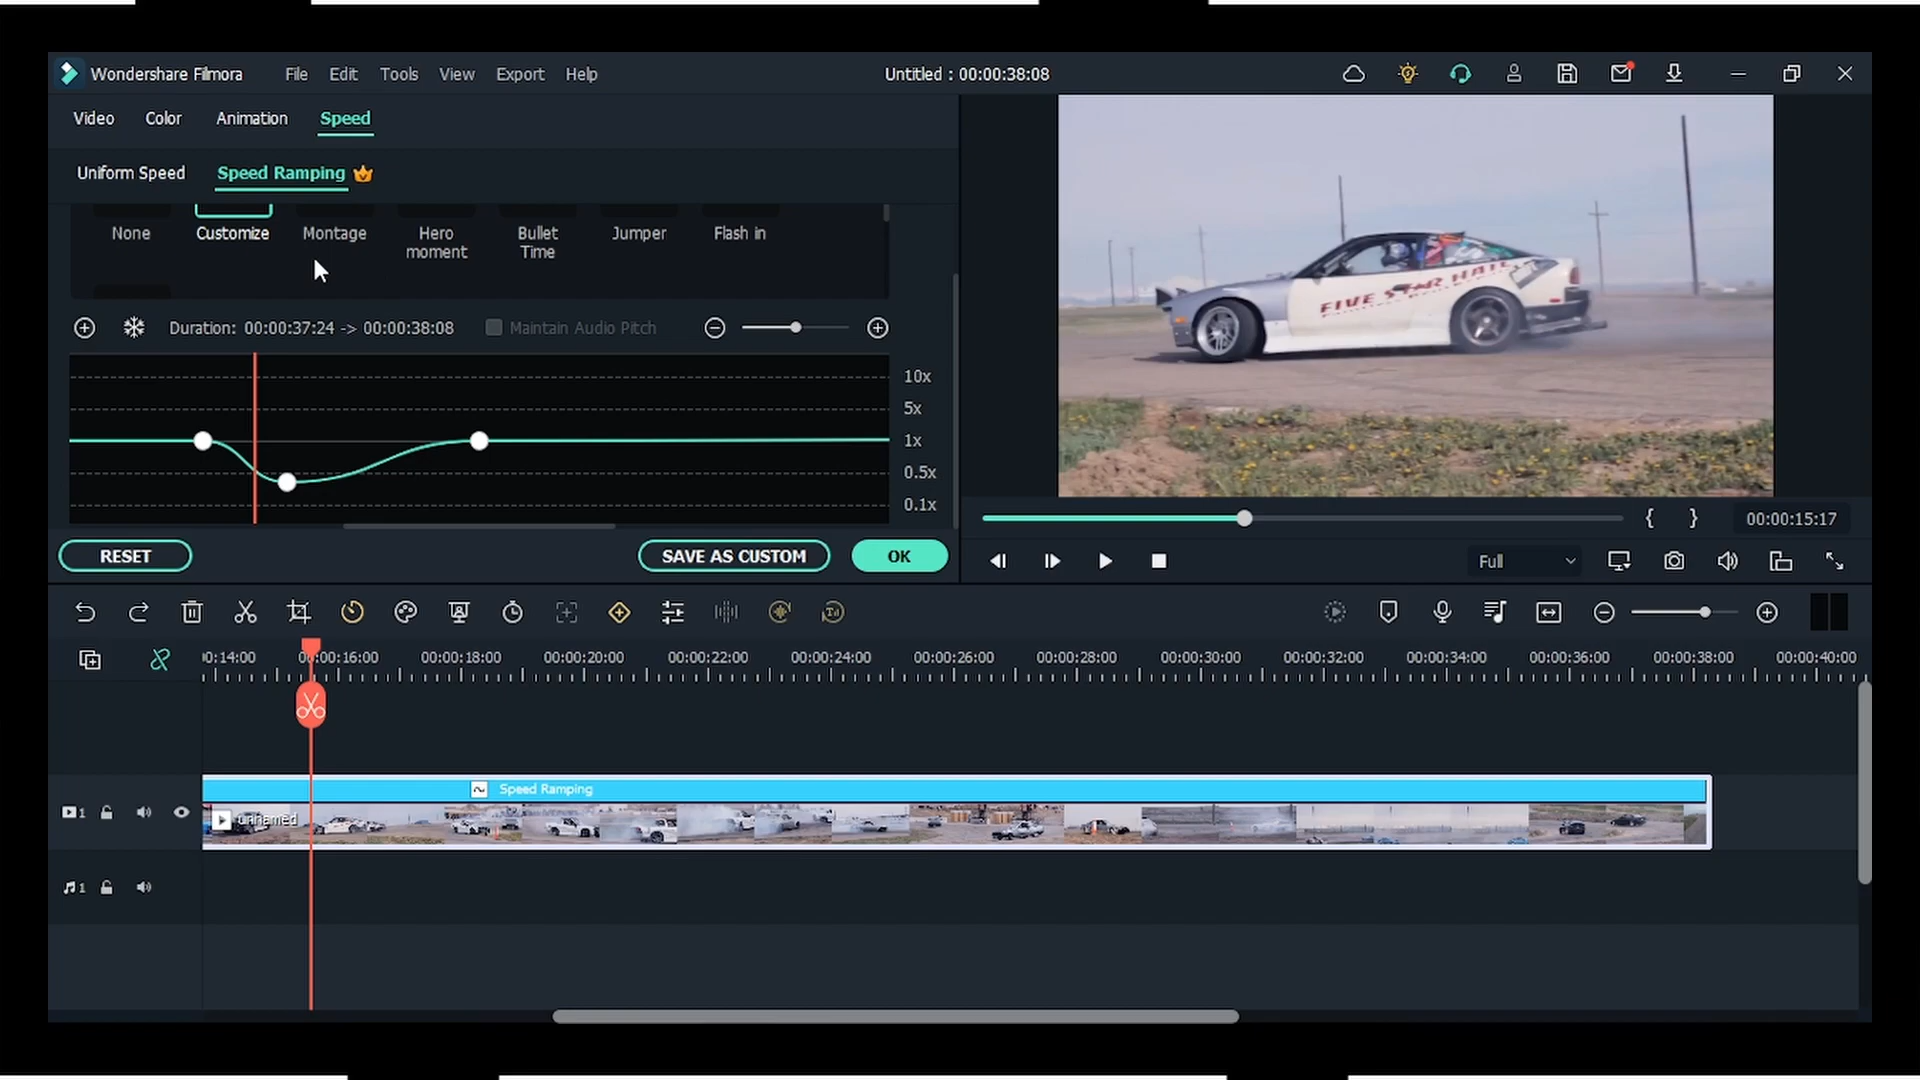 Wondershare Filmora File Edit Tools View Export Help Untitled : 00:00:38:08
Video Color Animation Speed
Uniform Speed Speed Ramping
None Customize Montage Hero moment Bullet Time Jumper Flash in
Duration: 00:00:37:24 -> 00:00:38:08 Maintain Audio Pitch
10x
5x
1x
0.5x
0.1x
FIVE STAR HAIL
RESET SAVE AS CUSTOM OK
{ } 00:00:15:17
Full
00:00:16:00 00:00:18:00 00:00:20:00 00:00:22:00 00:00:24:00 00:00:26:00 00:00:28:00 00:00:30:00 00:00:32:00 00:00:34:00 00:00:36:00 00:00:38:00 00:00:40:00
Speed Ramping
1 unnamed
1